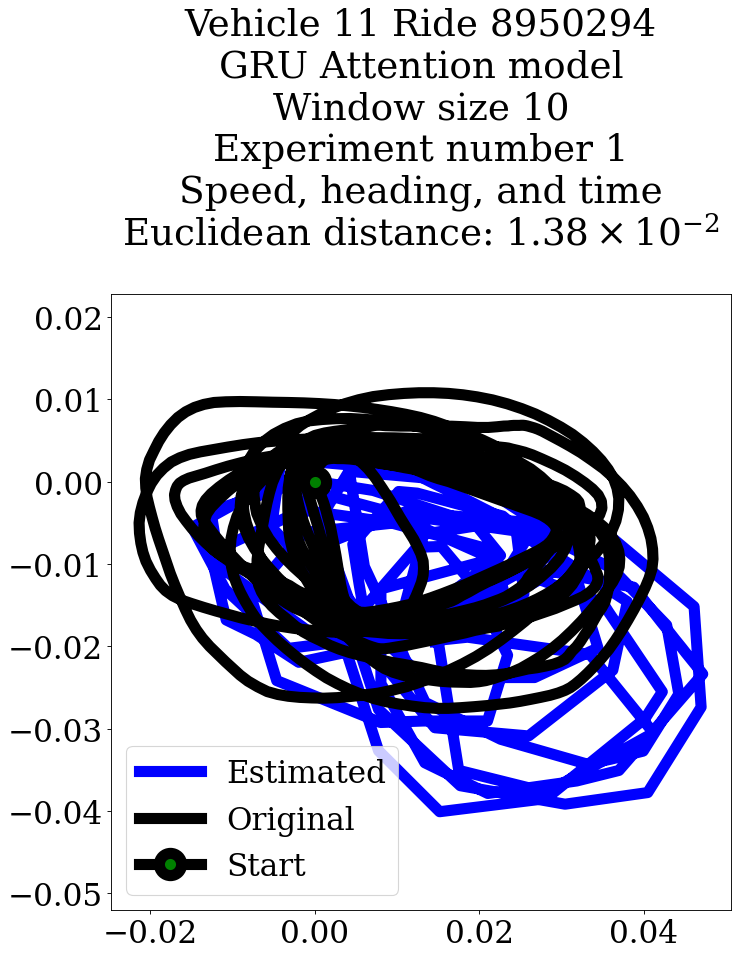 Vehicle 11 Ride 8950294
GRU Attention model
Window size 10
Experiment number 1
Speed, heading, and time
Euclidean distance: 1.38 × 10⁻²
0.02
0.01
0.00
−0.01
−0.02
−0.03
−0.04
−0.05
Estimated
Original
Start
−0.02 0.00 0.02 0.04